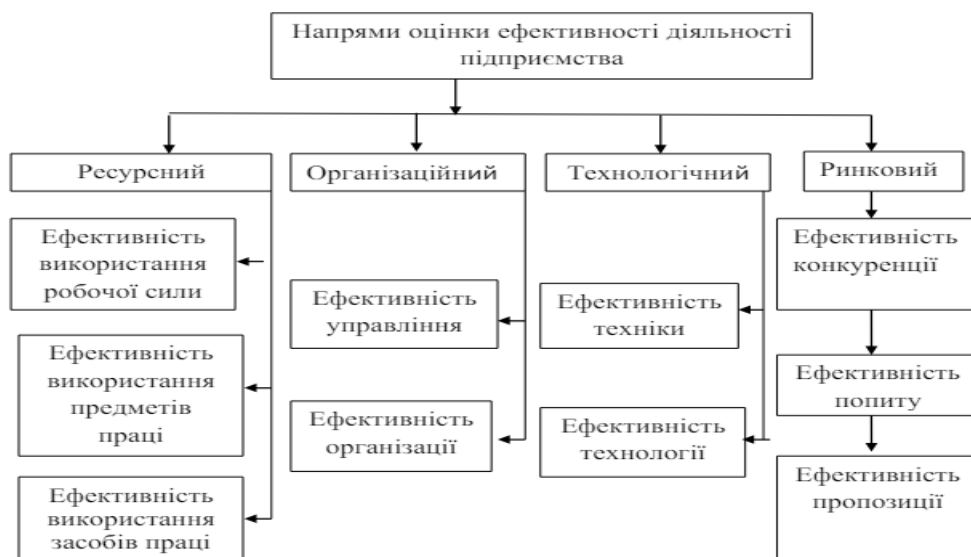 Напрями оцінки ефективності діяльності
підприємства
Ресурсний
Організаційний
Технологічний
Ринковий
Ефективність
використання
робочої сили
Ефективність
використання
предметів
праці
Ефективність
використання
засобів праці
Ефективність
управління
Ефективність
організації
Ефективність
техніки
Ефективність
технології
Ефективність
конкуренції
Ефективність
попиту
Ефективність
пропозиції